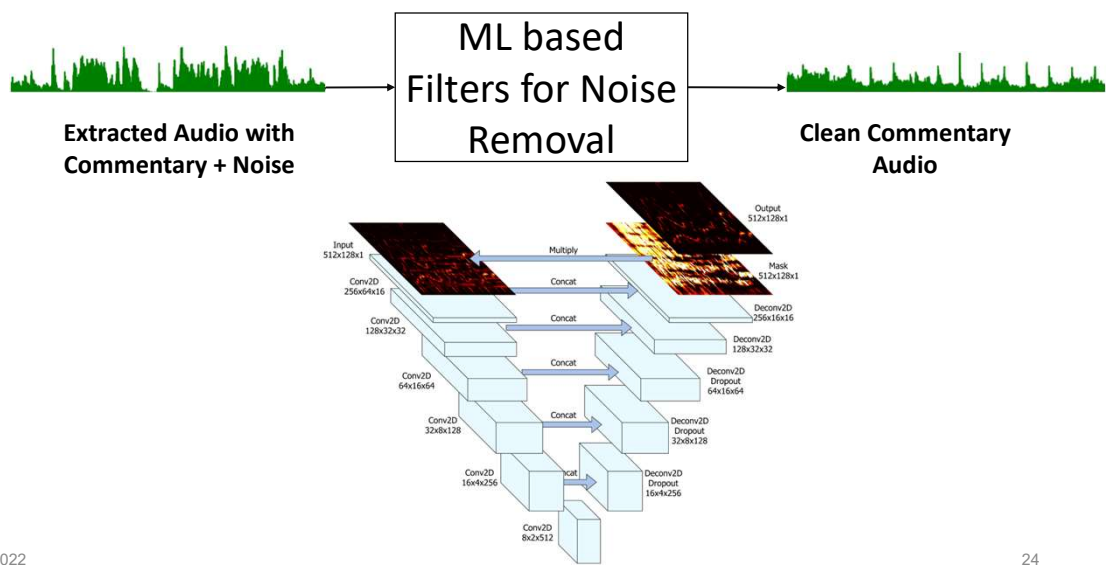 ML based
Filters for Noise
Removal
Extracted Audio with
Commentary + Noise
Clean Commentary
Audio
Output
512x128x1
Input
512x128x1
Multiply
Mask
512x128x1
Conv2D
256x64x16
Concat
Deconv2D
256x16x16
Conv2D
128x32x32
Concat
Deconv2D
128x32x32
Conv2D
64x16x64
Concat
Deconv2D
Dropout
64x16x64
Conv2D
32x8x128
Concat
Deconv2D
Dropout
32x8x128
Conv2D
16x4x256
cat
Deconv2D
Dropout
16x4x256
Conv2D
8x2x512
022
24